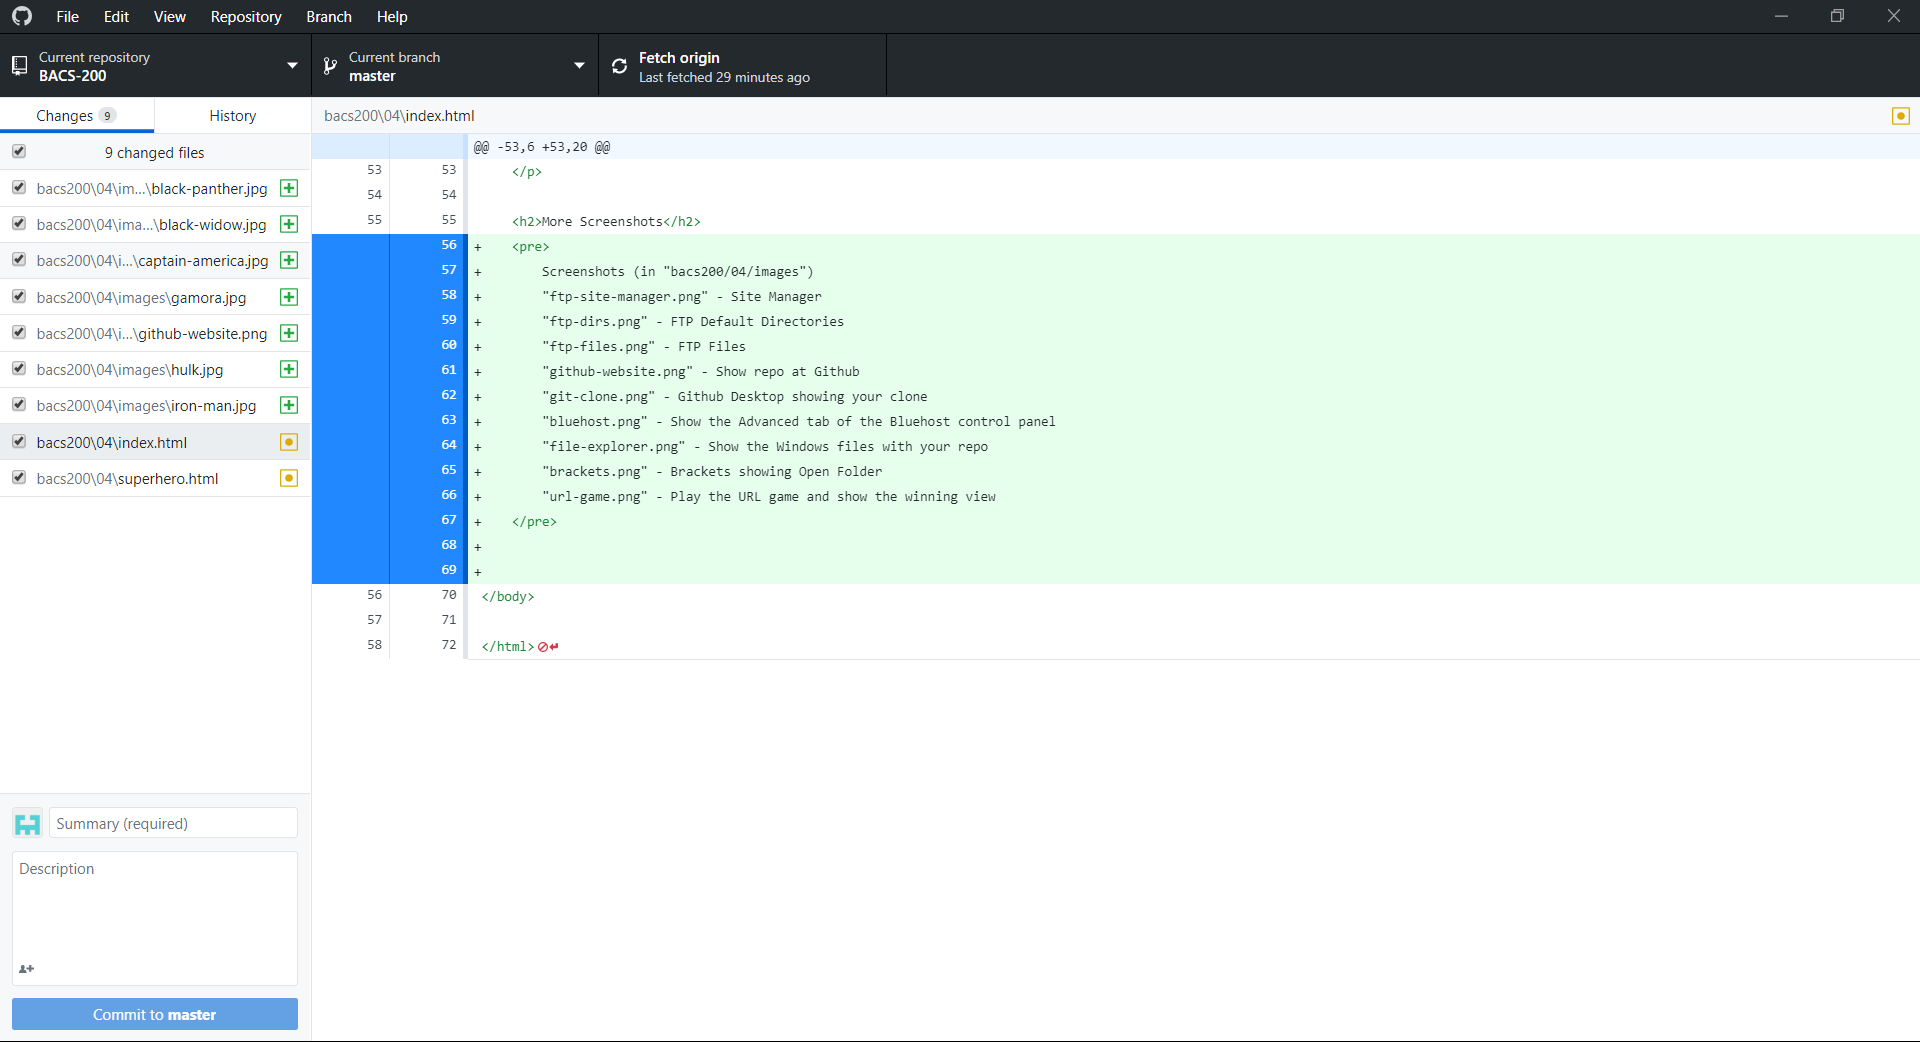 File Edit View Repository Branch Help
Current repository
BACS-200
Current branch
master
Fetch origin
Last fetched 29 minutes ago
Changes 9
History
bacs200\04\index.html
9 changed files
bacs200\04\im...\black-panther.jpg
bacs200\04\ima...\black-widow.jpg
bacs200\04\i...\captain-america.jpg
bacs200\04\images\gamora.jpg
bacs200\04\i...\github-website.png
bacs200\04\images\hulk.jpg
bacs200\04\images\iron-man.jpg
bacs200\04\index.html
bacs200\04\superhero.html
@@ -53,6 +53,20 @@
53 53 </p>
54 54
55 55 <h2>More Screenshots</h2>
56 + <pre>
57 + Screenshots (in "bacs200/04/images")
58 + "ftp-site-manager.png" - Site Manager
59 + "ftp-dirs.png" - FTP Default Directories
60 + "ftp-files.png" - FTP Files
61 + "github-website.png" - Show repo at Github
62 + "git-clone.png" - Github Desktop showing your clone
63 + "bluehost.png" - Show the Advanced tab of the Bluehost control panel
64 + "file-explorer.png" - Show the Windows files with your repo
65 + "brackets.png" - Brackets showing Open Folder
66 + "url-game.png" - Play the URL game and show the winning view
67 + </pre>
68 +
69 +
56 70 </body>
57 71
58 72 </html>
Summary (required)
Description
Commit to master